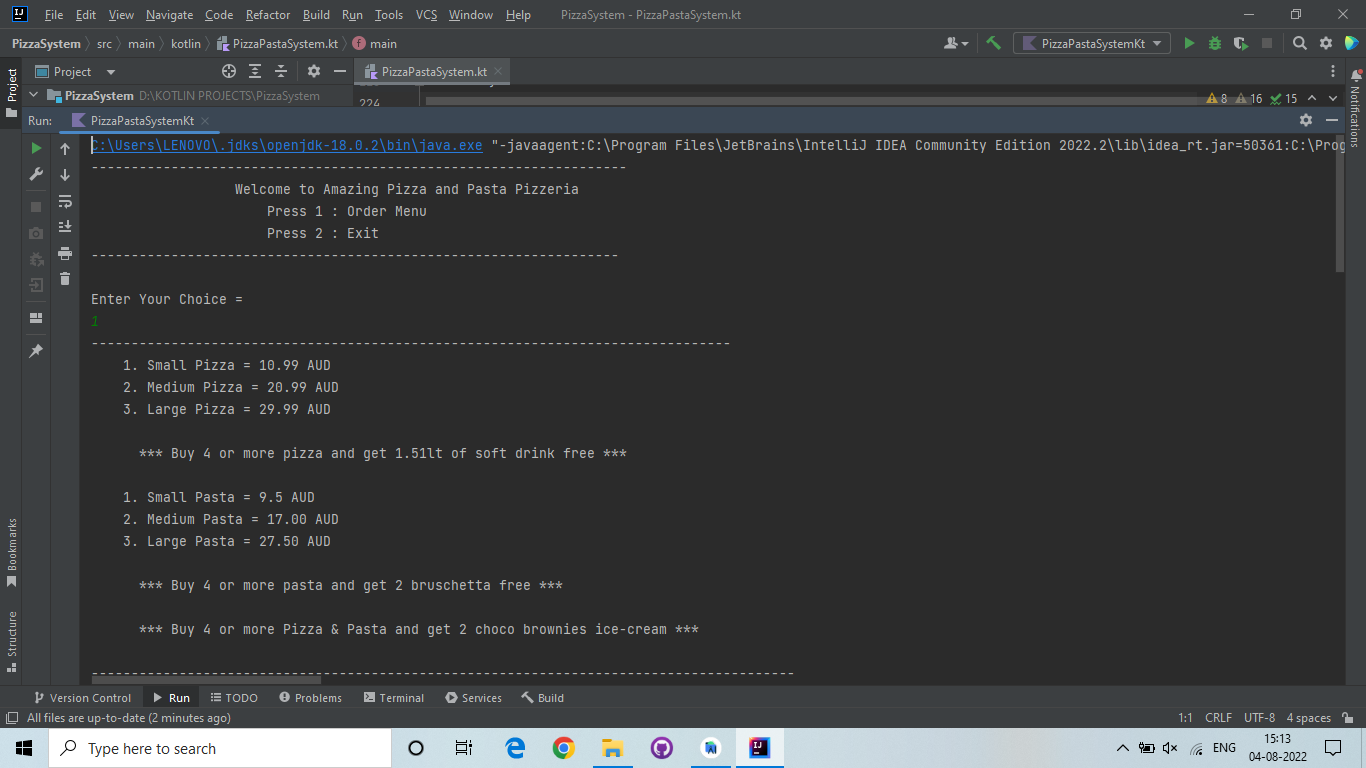 File Edit View Navigate Code Refactor Build Run Tools VCS Window Help PizzaSystem - PizzaPastaSystem.kt
PizzaSystem src main kotlin PizzaPastaSystem.kt main PizzaPastaSystemKt
Project PizzaPastaSystem.kt
Project
PizzaSystem D:\KOTLIN PROJECTS\PizzaSystem 224 8 16 15
Notifications
Run: PizzaPastaSystemKt
C:\Users\LENOVO\.jdks\openjdk-18.0.2\bin\java.exe "-javaagent:C:\Program Files\JetBrains\IntelliJ IDEA Community Edition 2022.2\lib\idea_rt.jar=50361:C:\Prog
-------------------------------------------------------------------
Welcome to Amazing Pizza and Pasta Pizzeria
Press 1 : Order Menu
Press 2 : Exit
------------------------------------------------------------------
Enter Your Choice =
1
--------------------------------------------------------------------------------
1. Small Pizza = 10.99 AUD
2. Medium Pizza = 20.99 AUD
3. Large Pizza = 29.99 AUD
*** Buy 4 or more pizza and get 1.51lt of soft drink free ***
1. Small Pasta = 9.5 AUD
2. Medium Pasta = 17.00 AUD
3. Large Pasta = 27.50 AUD
*** Buy 4 or more pasta and get 2 bruschetta free ***
*** Buy 4 or more Pizza & Pasta and get 2 choco brownies ice-cream ***
----------------------------------------------------------------------------------------
Bookmarks
Structure
Version Control Run TODO Problems Terminal Services Build
All files are up-to-date (2 minutes ago) 1:1 CRLF UTF-8 4 spaces
Type here to search ENG 15:13
04-08-2022